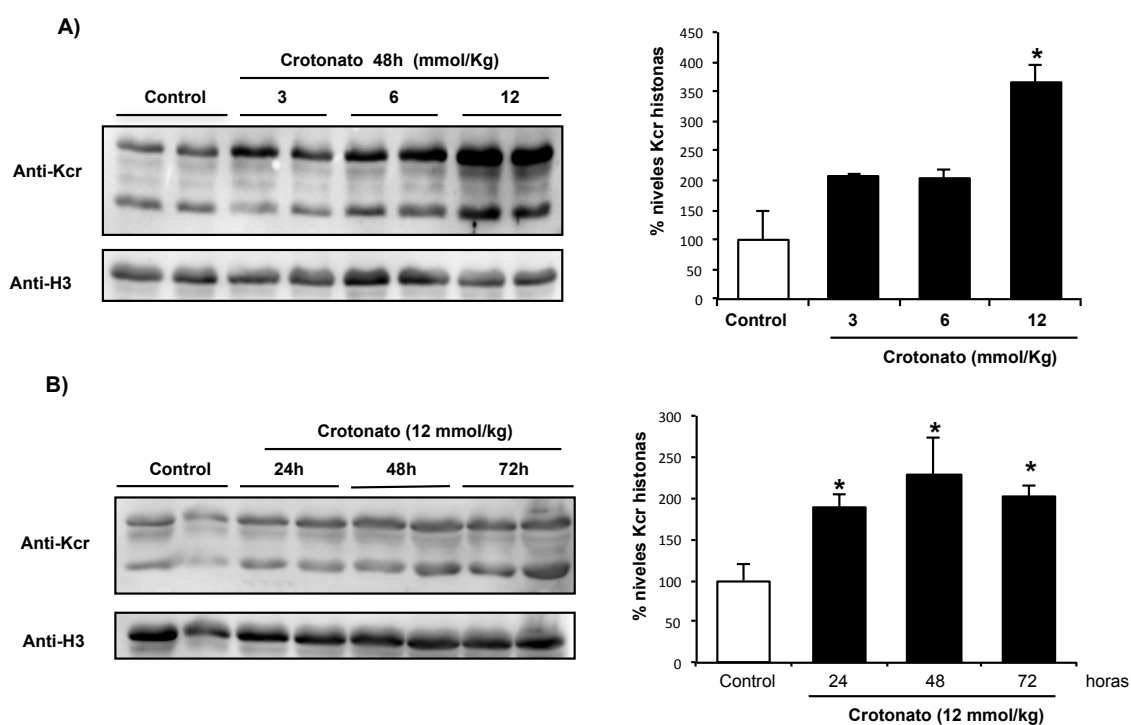 A)
Crotonato 48h (mmol/Kg)
Control 3 6 12
Anti-Kcr
Anti-H3
% niveles Kcr histonas
450
400
350
300
250
200
150
100
50
0
*
Control 3 6 12
Crotonato (mmol/Kg)
B)
Crotonato (12 mmol/kg)
Control 24h 48h 72h
Anti-Kcr
Anti-H3
% niveles Kcr histonas
300
250
200
150
100
50
0
* * *
Control 24 48 72 horas
Crotonato (12 mmol/kg)